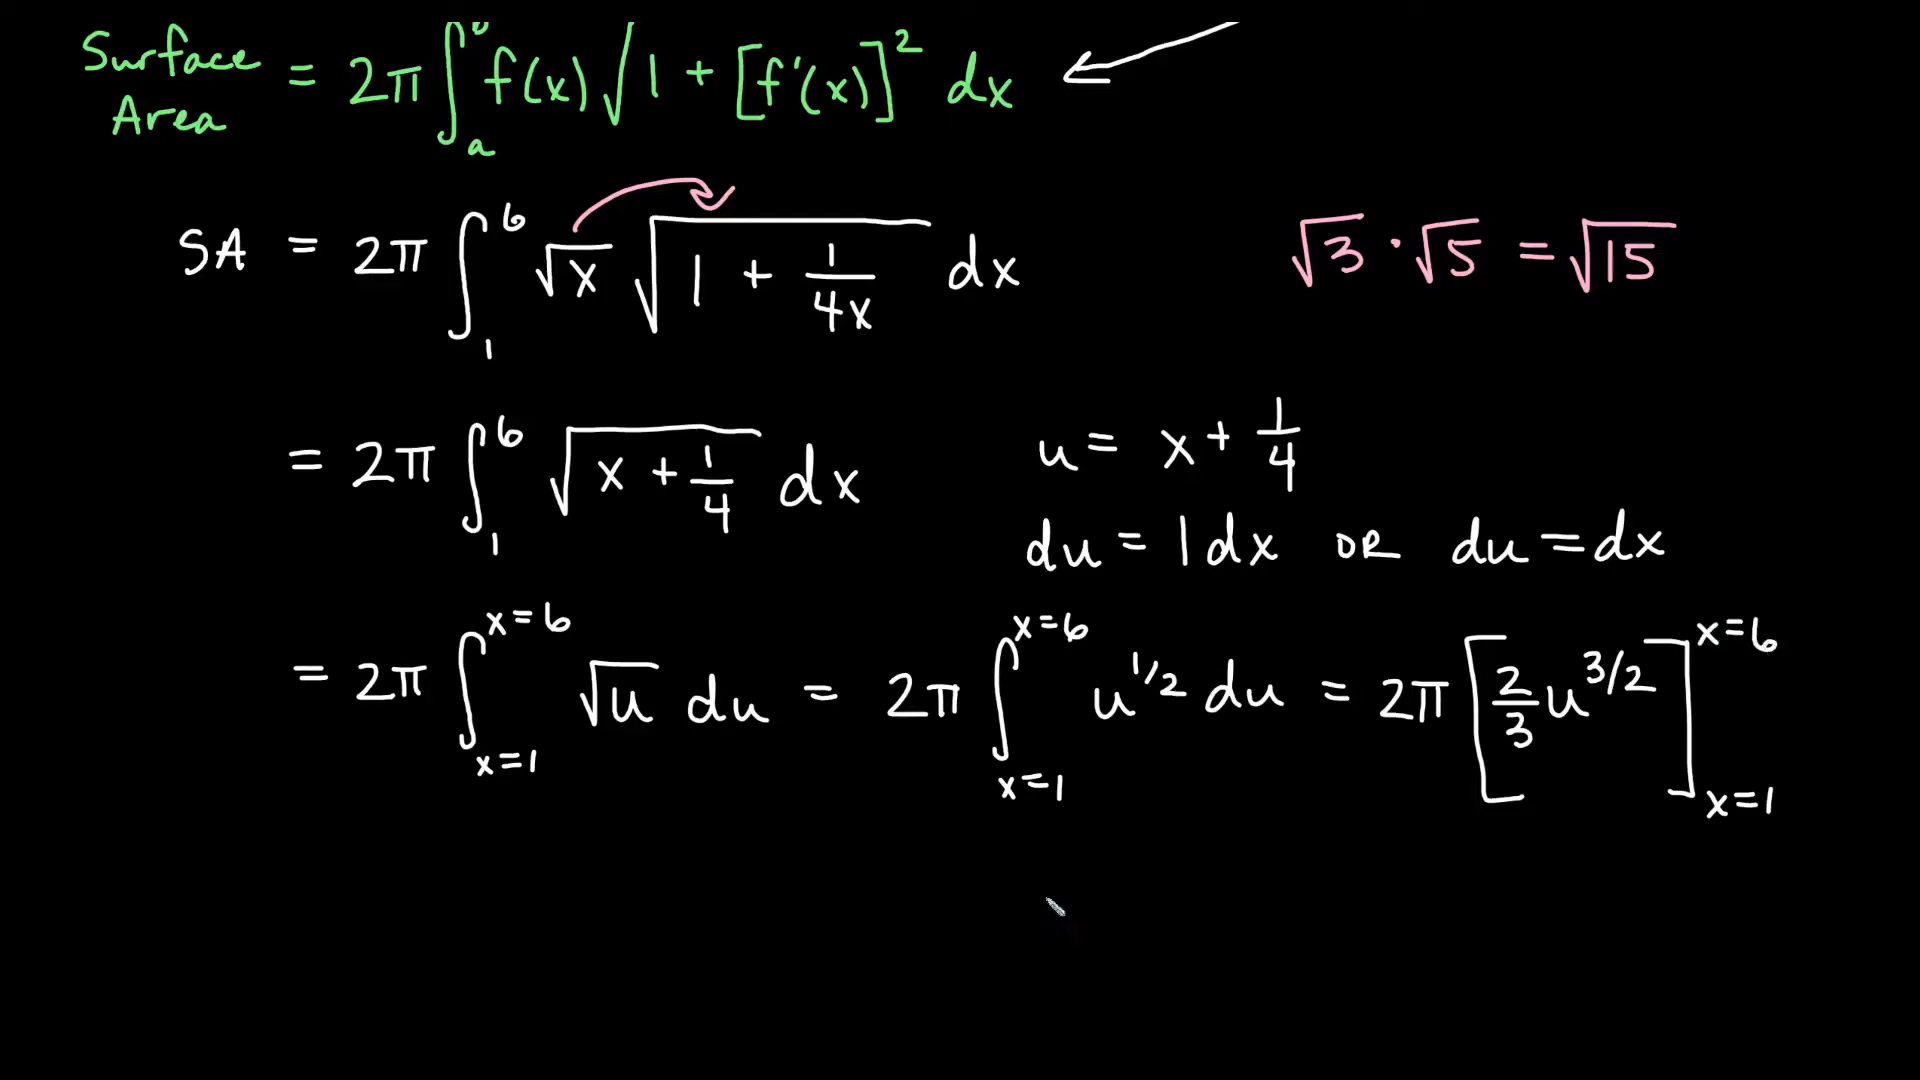 Surface Area = 2π ∫_a^b f(x) √(1 + [f'(x)]²) dx
SA = 2π ∫_1^6 √x √(1 + 1/(4x)) dx
√3 · √5 = √15
= 2π ∫_1^6 √(x + 1/4) dx
u = x + 1/4
du = 1dx OR du = dx
= 2π ∫_{x=1}^{x=6} √u du = 2π ∫_{x=1}^{x=6} u^{1/2} du = 2π [2/3 u^{3/2}]_{x=1}^{x=6}